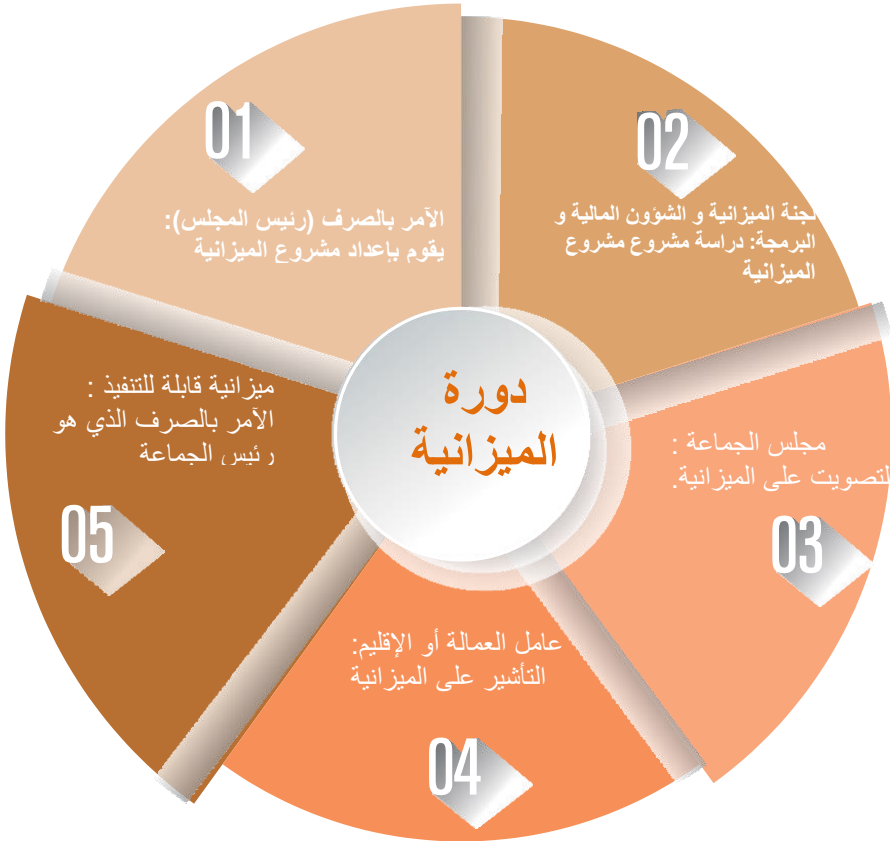 01
الآمر بالصرف (رئيس المجلس):
يقوم بإعداد مشروع الميزانية
02
لجنة الميزانية و الشؤون المالية و
البرمجة: دراسة مشروع مشروع
الميزانية
مجلس الجماعة :
التصويت على الميزانية.
03
عامل العمالة أو الإقليم:
التأشير على الميزانية
04
ميزانية قابلة للتنفيذ :
الآمر بالصرف الذي هو
رئيس الجماعة
05
دورة
الميزانية